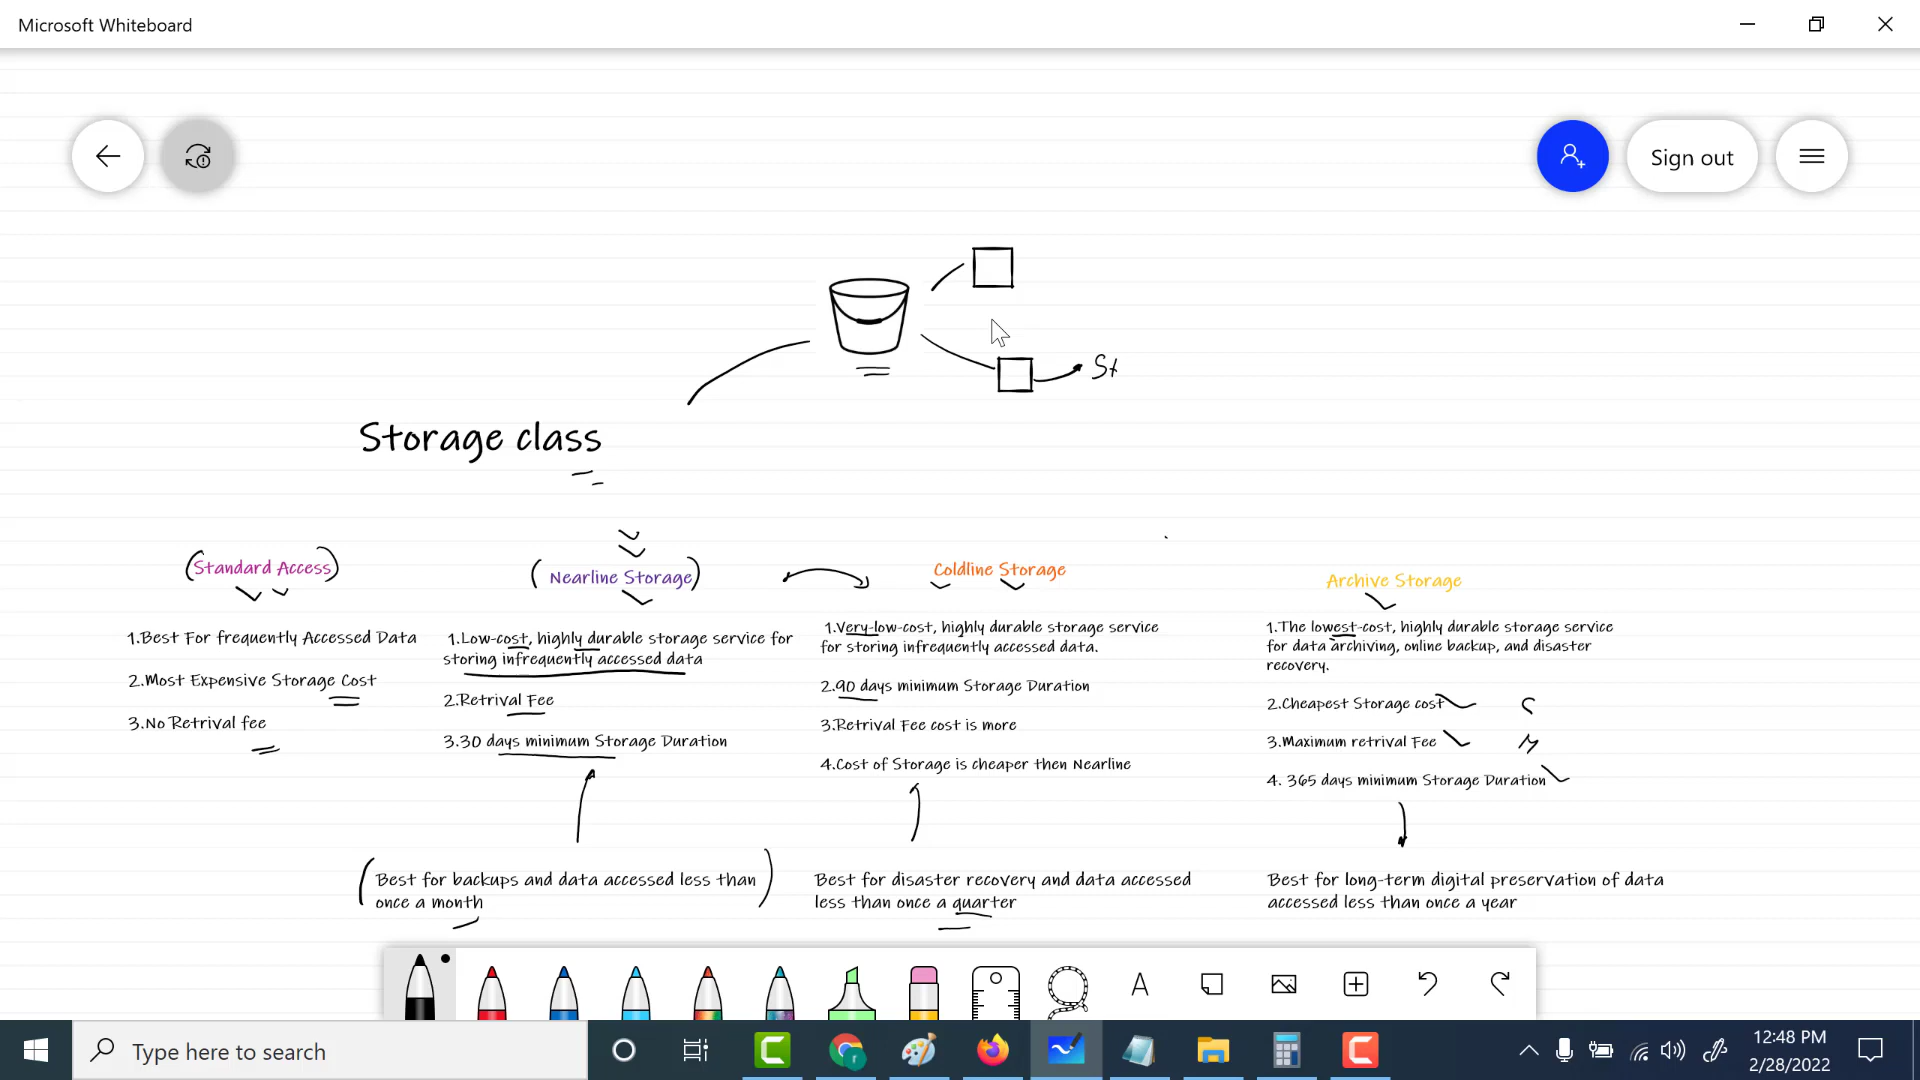 Microsoft Whiteboard
Sign out
St
Storage class
(Standard Access)
1.Best For frequently Accessed Data
2.Most Expensive Storage Cost
3.No Retrival fee
(Nearline Storage)
1.Low-cost, highly durable storage service for
storing infrequently accessed data
2.Retrival Fee
3.30 days minimum Storage Duration
(Best for backups and data accessed less than
once a month)
Coldline Storage
1.Very-low-cost, highly durable storage service
for storing infrequently accessed data.
2.90 days minimum Storage Duration
3.Retrival Fee cost is more
4.Cost of Storage is cheaper then Nearline
Best for disaster recovery and data accessed
less than once a quarter
Archive Storage
1.The lowest-cost, highly durable storage service
for data archiving, online backup, and disaster
recovery.
2.Cheapest Storage cost
3.Maximum retrival Fee
4. 365 days minimum Storage Duration
Best for long-term digital preservation of data
accessed less than once a year
A
Type here to search
12:48 PM
2/28/2022